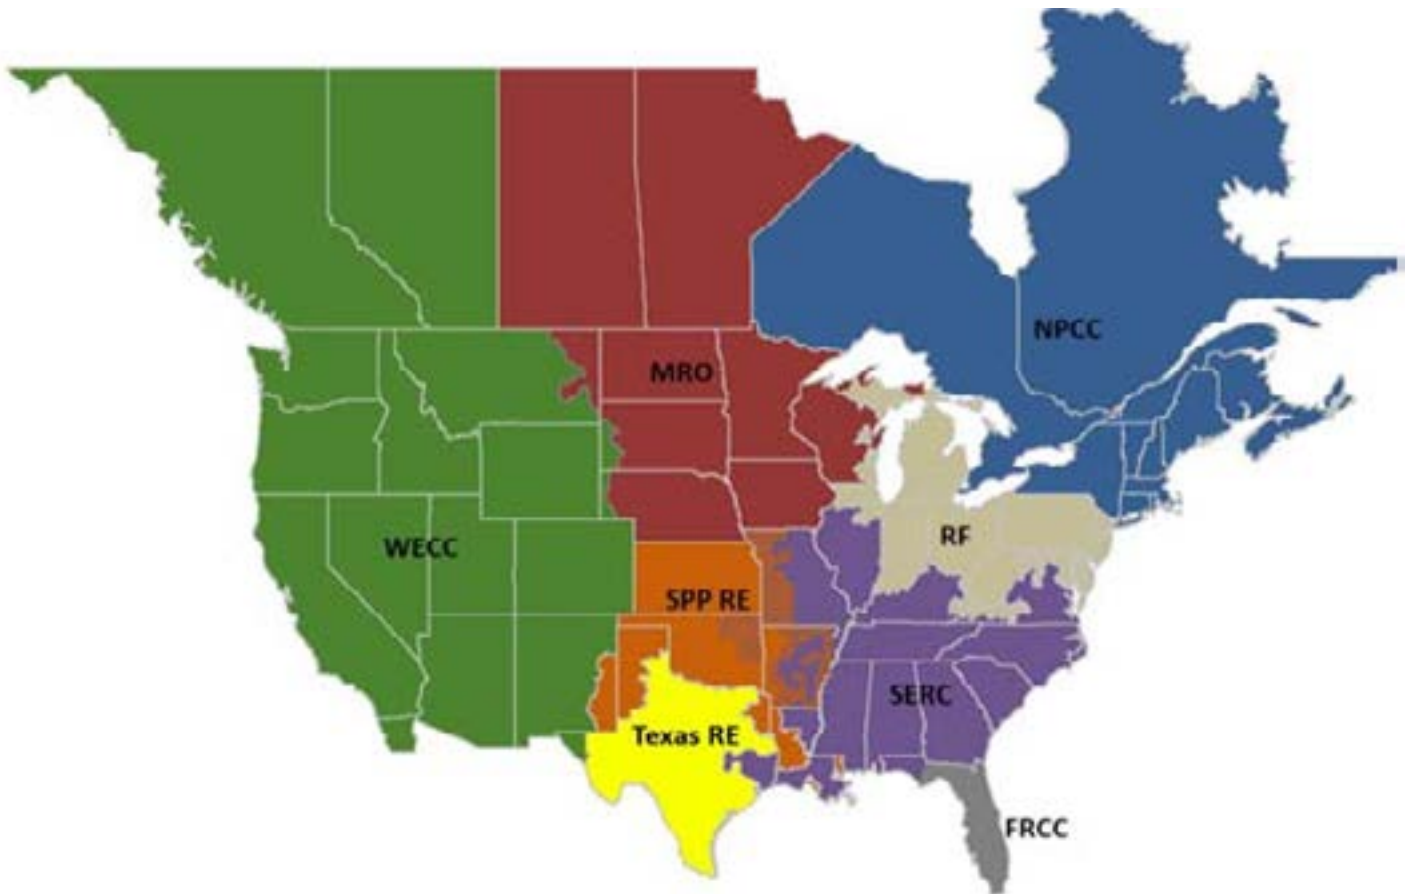 NPCC
MRO
RF
WECC
SPP RE
SERC
Texas RE
FRCC